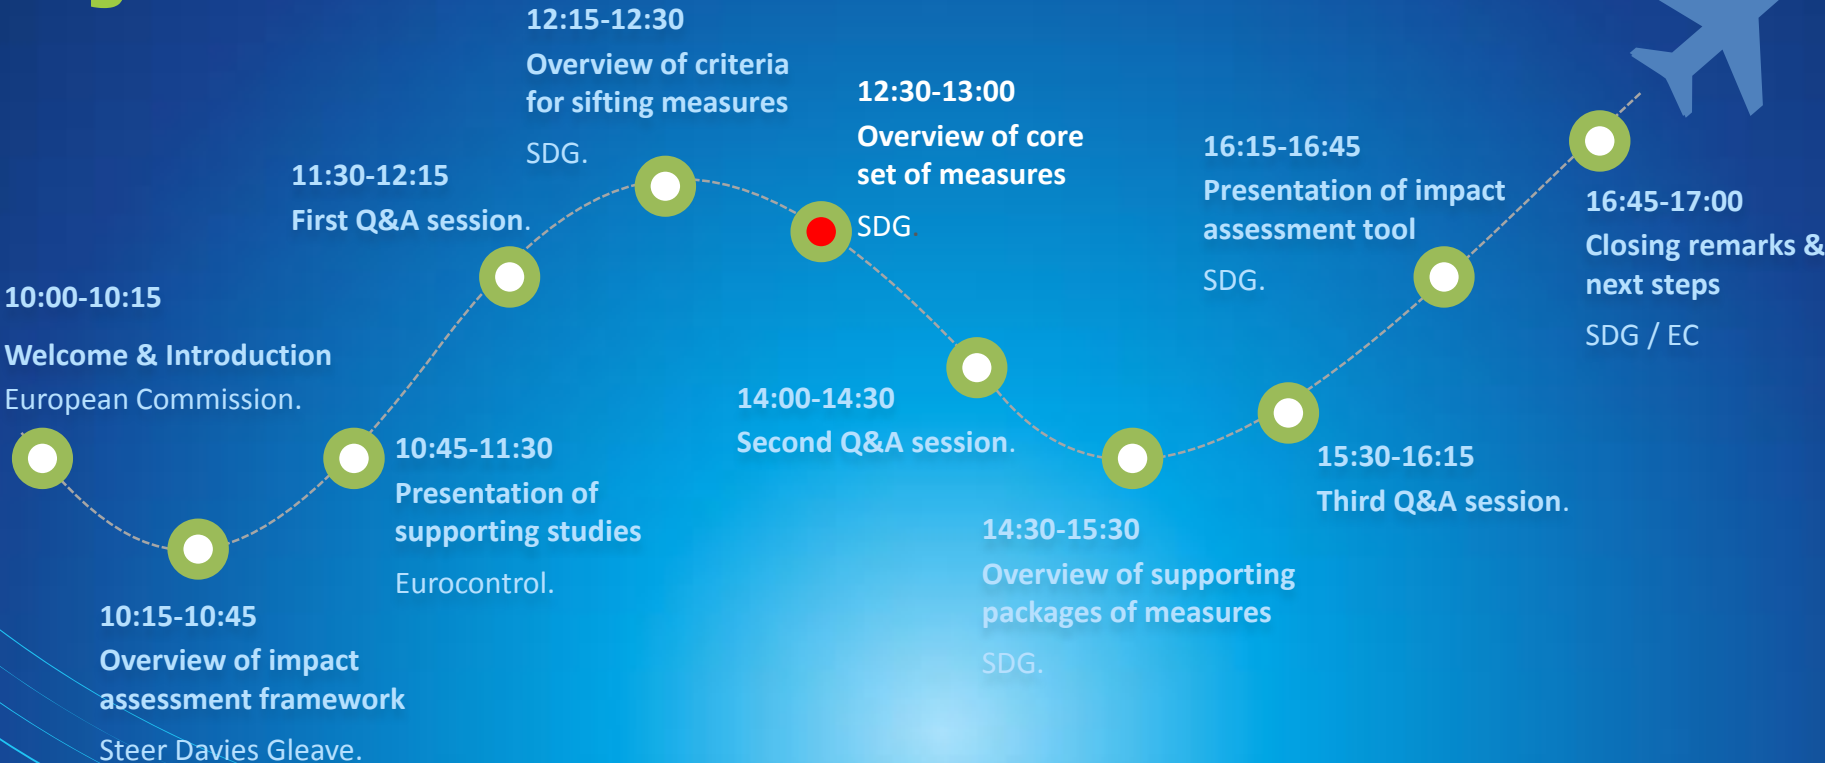 10:00-10:15
Welcome & Introduction
European Commission.
10:15-10:45
Overview of impact
assessment framework
Steer Davies Gleave.
10:45-11:30
Presentation of
supporting studies
Eurocontrol.
11:30-12:15
First Q&A session.
12:15-12:30
Overview of criteria
for sifting measures
SDG.
12:30-13:00
Overview of core
set of measures
SDG.
14:00-14:30
Second Q&A session.
14:30-15:30
Overview of supporting
packages of measures
SDG.
15:30-16:15
Third Q&A session.
16:15-16:45
Presentation of impact
assessment tool
SDG.
16:45-17:00
Closing remarks &
next steps
SDG / EC